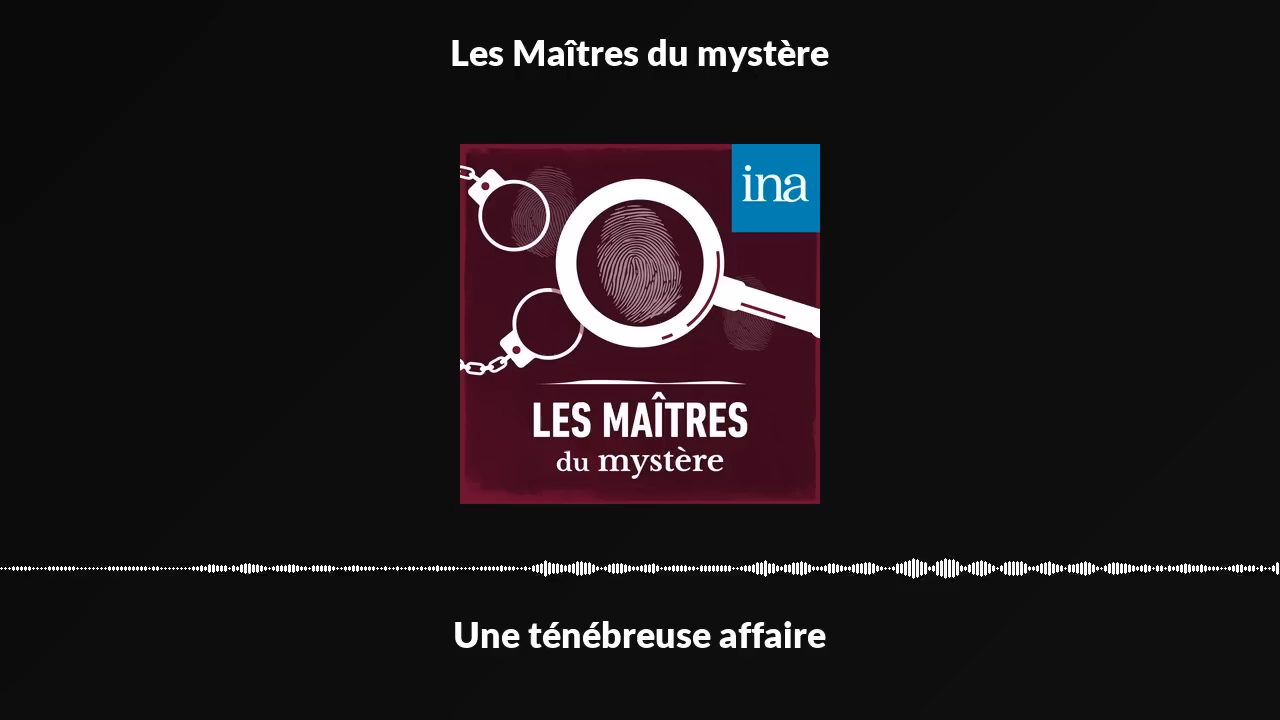 Les Maîtres du mystère
ina
LES MAÎTRES
du mystère
Une ténébreuse affaire